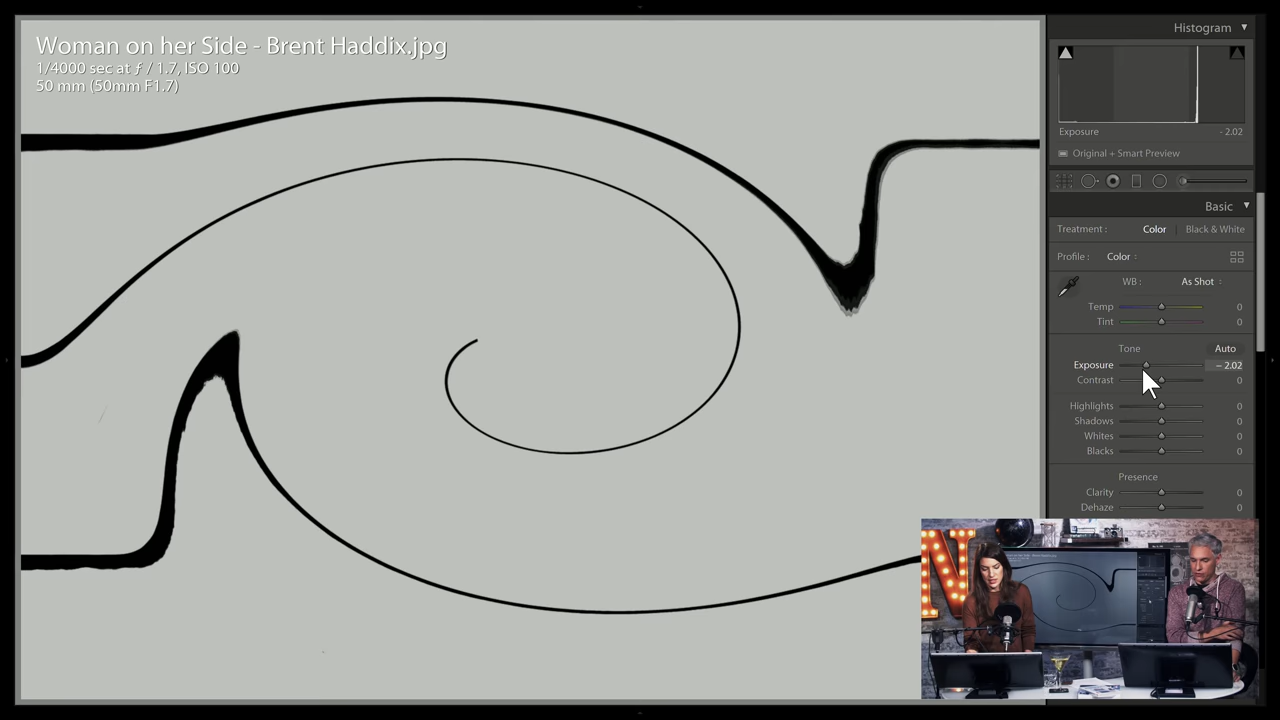 Woman on her Side - Brent Haddix.jpg
1/4000 sec at ƒ / 1.7, ISO 100
50 mm (50mm F1.7)
Histogram
Exposure - 2.02
Original + Smart Preview
Basic
Treatment : Color Black & White
Profile : Color
WB : As Shot
Temp 0
Tint 0
Tone Auto
Exposure − 2.02
Contrast 0
Highlights 0
Shadows 0
Whites 0
Blacks 0
Presence
Clarity 0
Dehaze 0
N